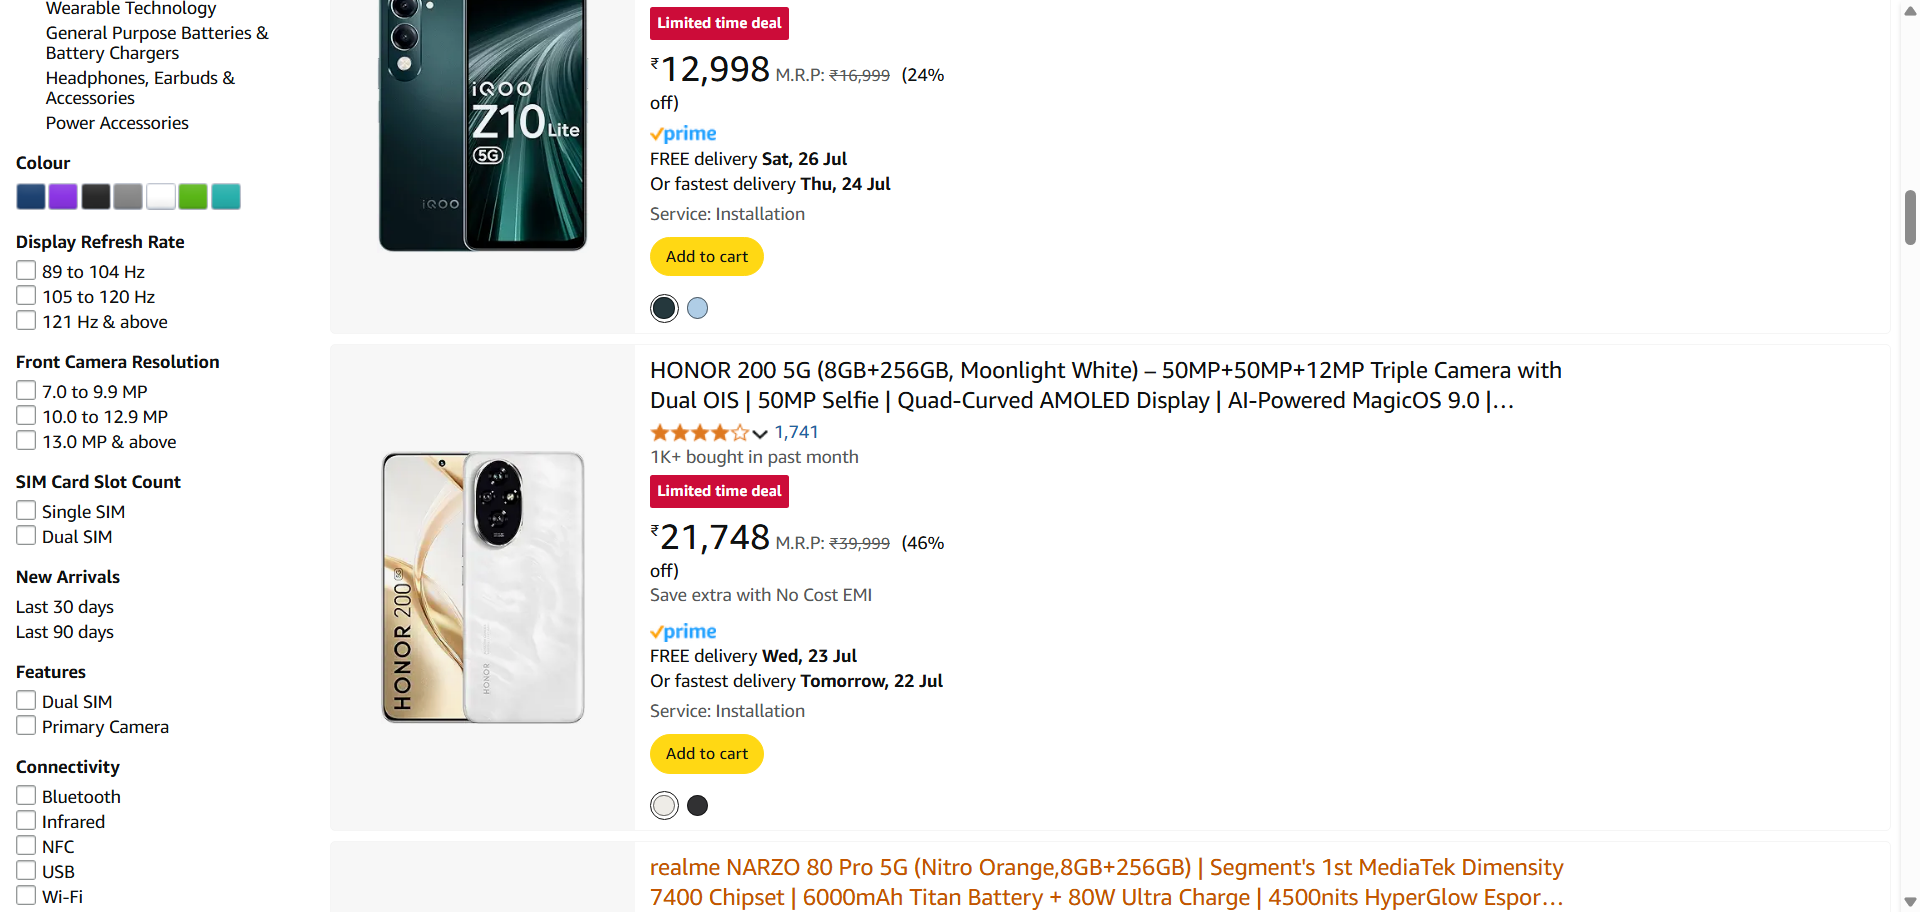 Wearable Technology
General Purpose Batteries &
Battery Chargers
Headphones, Earbuds &
Accessories
Power Accessories
Colour
Display Refresh Rate
89 to 104 Hz
105 to 120 Hz
121 Hz & above
Front Camera Resolution
7.0 to 9.9 MP
10.0 to 12.9 MP
13.0 MP & above
SIM Card Slot Count
Single SIM
Dual SIM
New Arrivals
Last 30 days
Last 90 days
Features
Dual SIM
Primary Camera
Connectivity
Bluetooth
Infrared
NFC
USB
Wi-Fi
iQOO
Z10 Lite
5G
iQOO
Limited time deal
₹12,998 M.R.P: ₹16,999 (24%
off)
prime
FREE delivery Sat, 26 Jul
Or fastest delivery Thu, 24 Jul
Service: Installation
Add to cart
HONOR 200 5G
HONOR
HONOR 200 5G (8GB+256GB, Moonlight White) – 50MP+50MP+12MP Triple Camera with
Dual OIS | 50MP Selfie | Quad-Curved AMOLED Display | AI-Powered MagicOS 9.0 |...
1,741
1K+ bought in past month
Limited time deal
₹21,748 M.R.P: ₹39,999 (46%
off)
Save extra with No Cost EMI
prime
FREE delivery Wed, 23 Jul
Or fastest delivery Tomorrow, 22 Jul
Service: Installation
Add to cart
realme NARZO 80 Pro 5G (Nitro Orange,8GB+256GB) | Segment's 1st MediaTek Dimensity
7400 Chipset | 6000mAh Titan Battery + 80W Ultra Charge | 4500nits HyperGlow Espor...